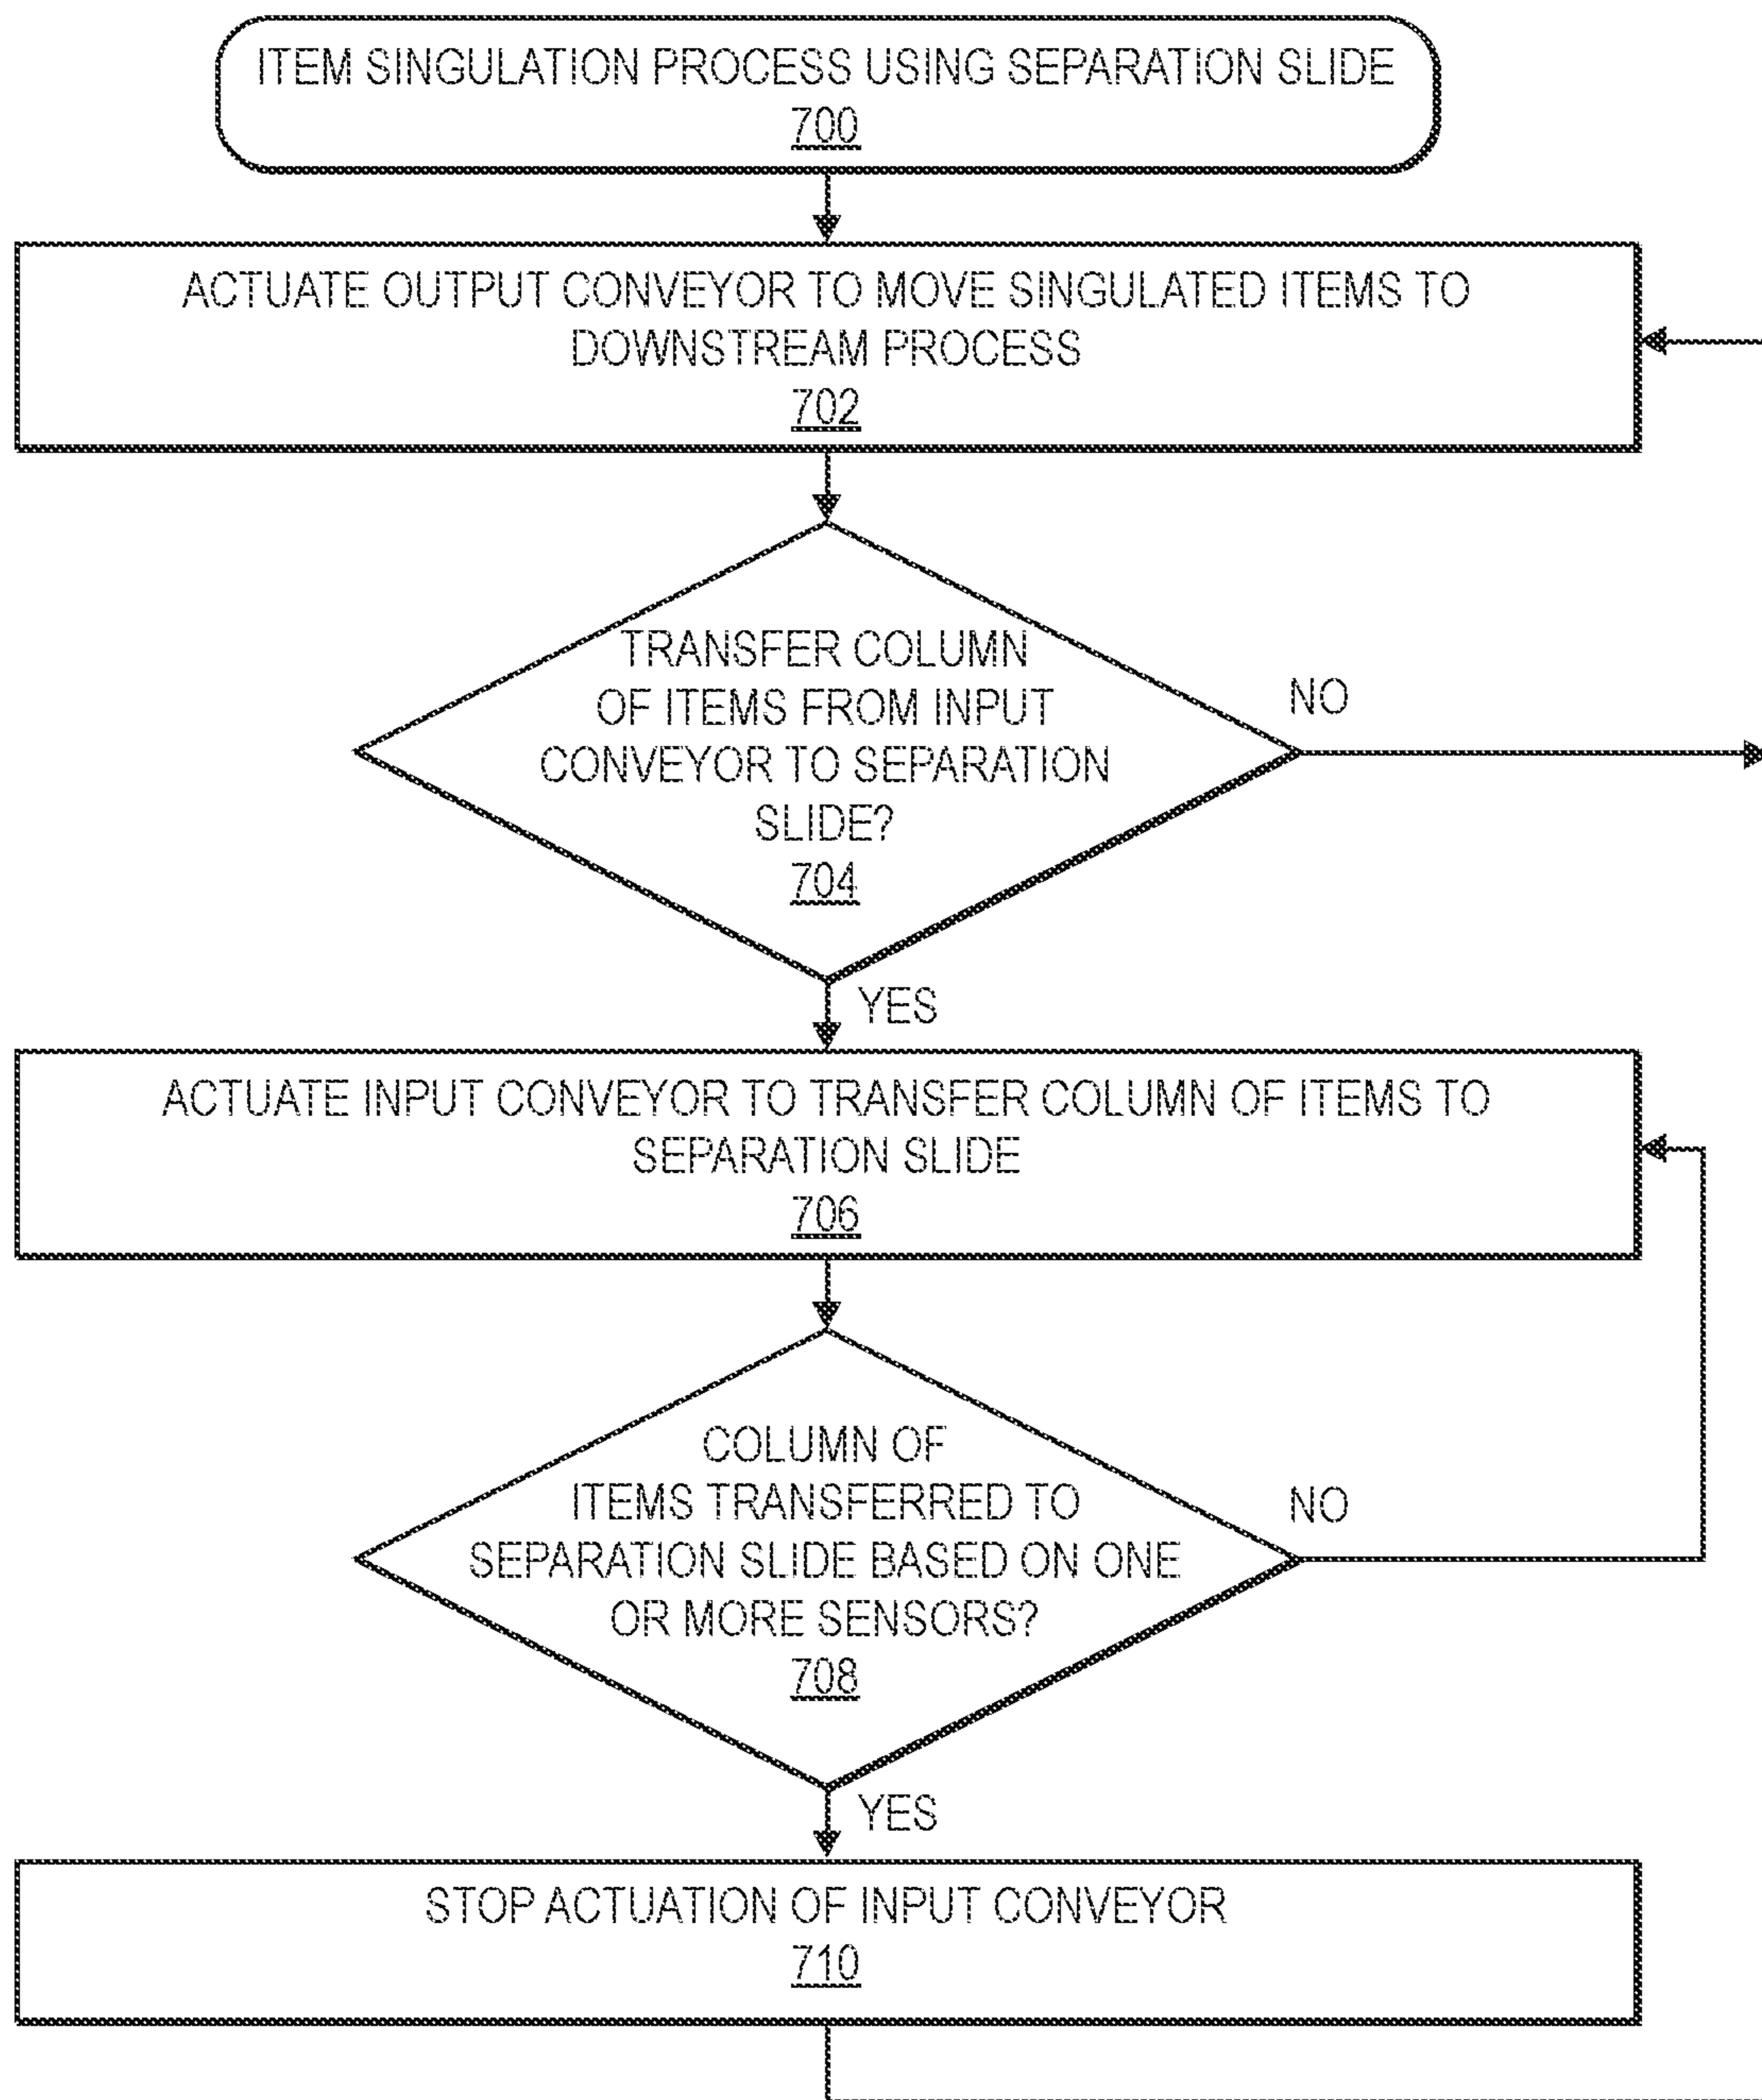 ITEM SINGULATION PROCESS USING SEPARATION SLIDE
700
ACTUATE OUTPUT CONVEYOR TO MOVE SINGULATED ITEMS TO
DOWNSTREAM PROCESS
702
TRANSFER COLUMN
OF ITEMS FROM INPUT
CONVEYOR TO SEPARATION
SLIDE?
704
NO
YES
ACTUATE INPUT CONVEYOR TO TRANSFER COLUMN OF ITEMS TO
SEPARATION SLIDE
706
COLUMN OF
ITEMS TRANSFERRED TO
SEPARATION SLIDE BASED ON ONE
OR MORE SENSORS?
708
NO
YES
STOP ACTUATION OF INPUT CONVEYOR
710